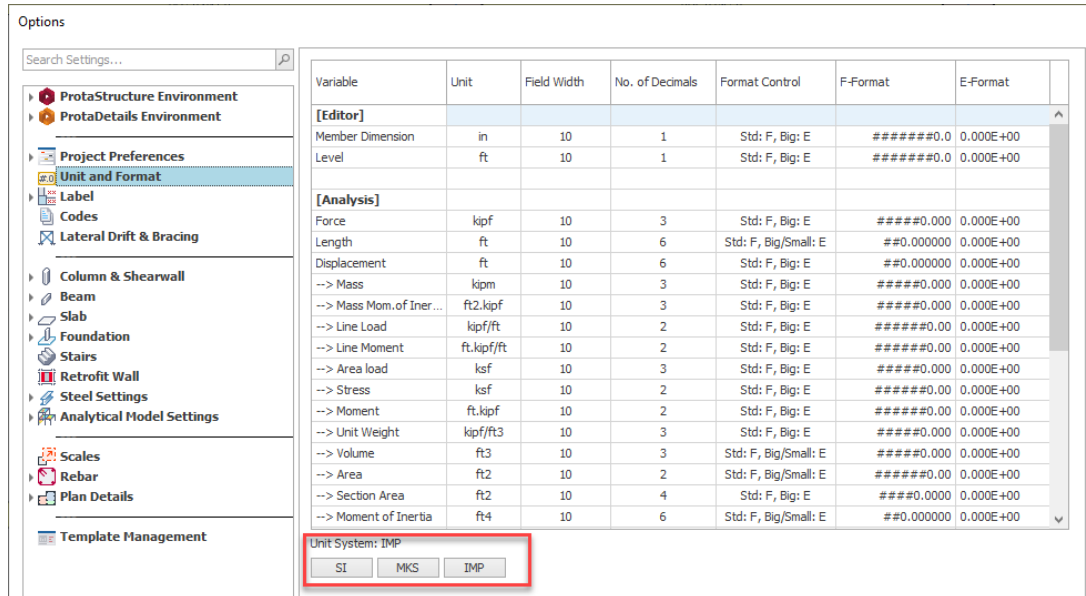 Options
Search Settings...
ProtaStructure Environment
ProtaDetails Environment
Project Preferences
Unit and Format
Label
Codes
Lateral Drift & Bracing
Column & Shearwall
Beam
Slab
Foundation
Stairs
Retrofit Wall
Steel Settings
Analytical Model Settings
Scales
Rebar
Plan Details
Template Management
Variable Unit Field Width No. of Decimals Format Control F-Format E-Format
[Editor]
Member Dimension in 10 1 Std: F, Big: E #######0.0 0.000E+00
Level ft 10 1 Std: F, Big: E #######0.0 0.000E+00
[Analysis]
Force kipf 10 3 Std: F, Big: E #####0.000 0.000E+00
Length ft 10 6 Std: F, Big/Small: E ##0.000000 0.000E+00
Displacement ft 10 6 Std: F, Big: E ##0.000000 0.000E+00
--> Mass kipm 10 3 Std: F, Big: E #####0.000 0.000E+00
--> Mass Mom.of Iner... ft2.kipf 10 3 Std: F, Big: E #####0.000 0.000E+00
--> Line Load kipf/ft 10 2 Std: F, Big: E ######0.00 0.000E+00
--> Line Moment ft.kipf/ft 10 2 Std: F, Big: E ######0.00 0.000E+00
--> Area load ksf 10 3 Std: F, Big: E #####0.000 0.000E+00
--> Stress ksf 10 2 Std: F, Big: E ######0.00 0.000E+00
--> Moment ft.kipf 10 2 Std: F, Big: E ######0.00 0.000E+00
--> Unit Weight kipf/ft3 10 3 Std: F, Big: E #####0.000 0.000E+00
--> Volume ft3 10 3 Std: F, Big/Small: E #####0.000 0.000E+00
--> Area ft2 10 2 Std: F, Big/Small: E ######0.00 0.000E+00
--> Section Area ft2 10 4 Std: F, Big: E ####0.0000 0.000E+00
--> Moment of Inertia ft4 10 6 Std: F, Big/Small: E ##0.000000 0.000E+00
Unit System: IMP
SI MKS IMP